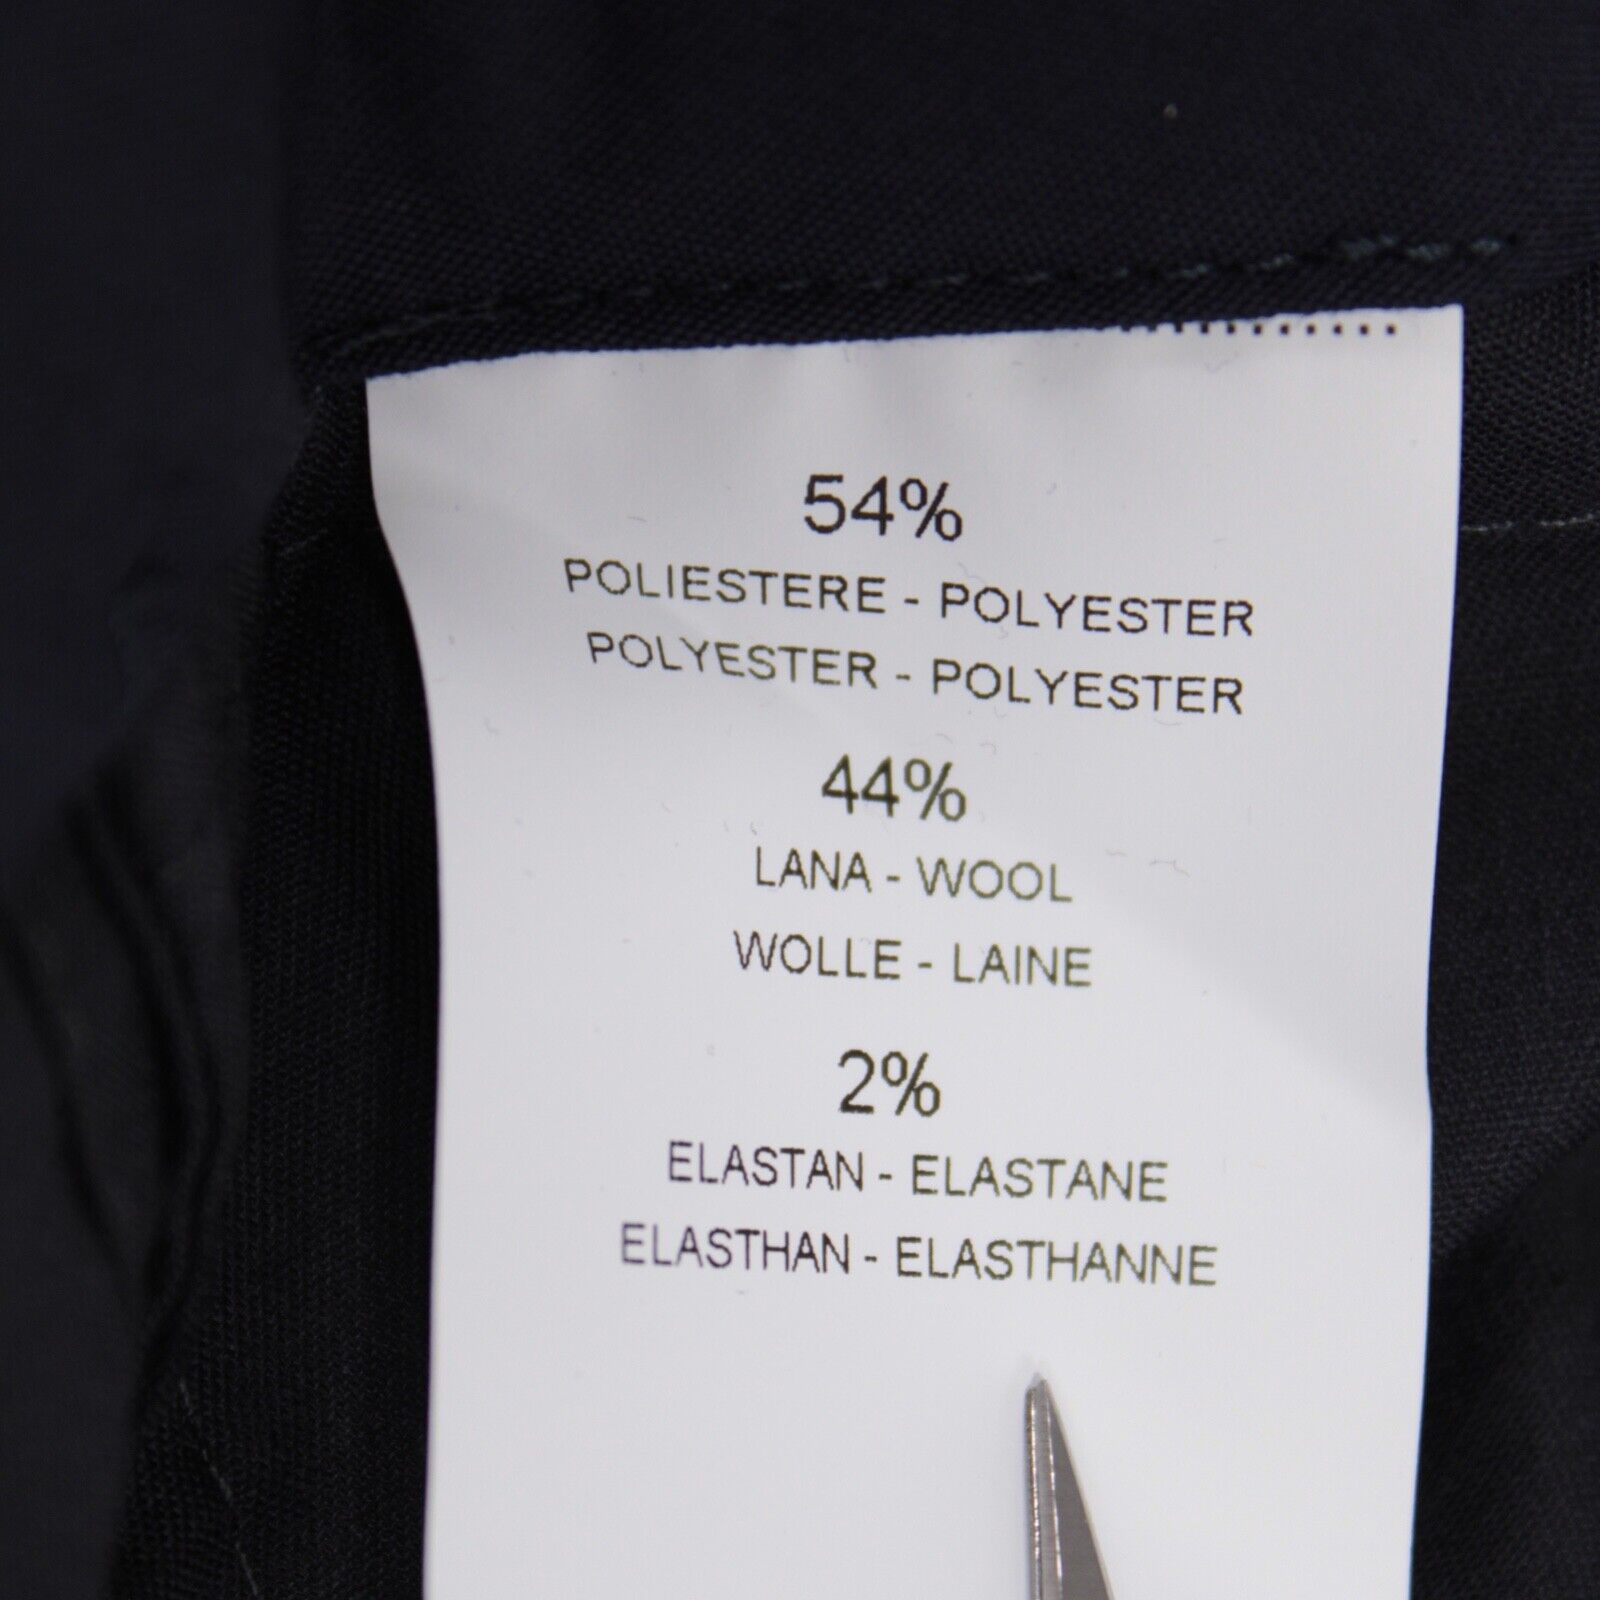 54%
POLIESTERE - POLYESTER
POLYESTER - POLYESTER
44%
LANA - WOOL
WOLLE - LAINE
2%
ELASTAN - ELASTANE
ELASTHAN - ELASTHANNE